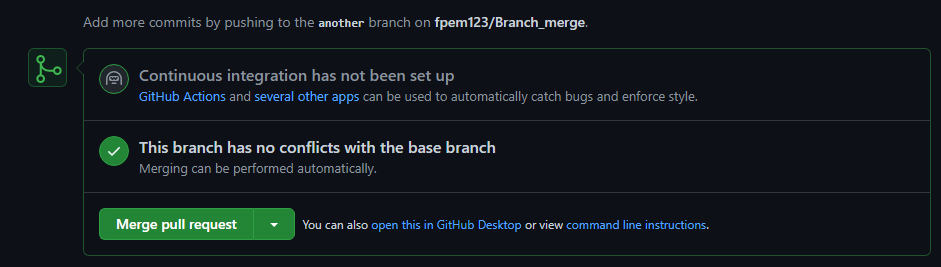 Add more commits by pushing to the another branch on fpem123/Branch_merge.
Continuous integration has not been set up
GitHub Actions and several other apps can be used to automatically catch bugs and enforce style.
This branch has no conflicts with the base branch
Merging can be performed automatically.
Merge pull request
You can also open this in GitHub Desktop or view command line instructions.